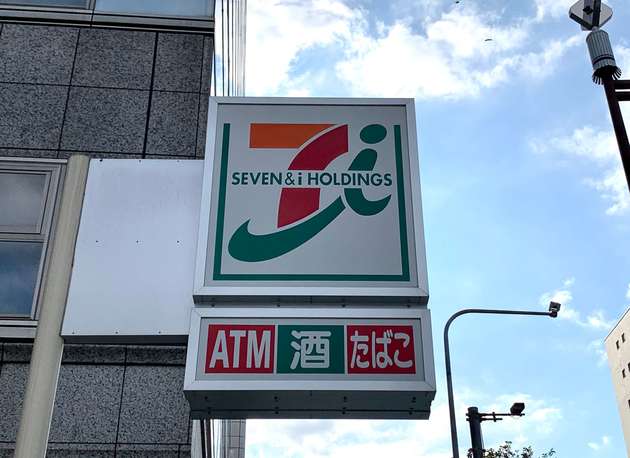 SEVEN & i HOLDINGS
ATM 酒 たばこ